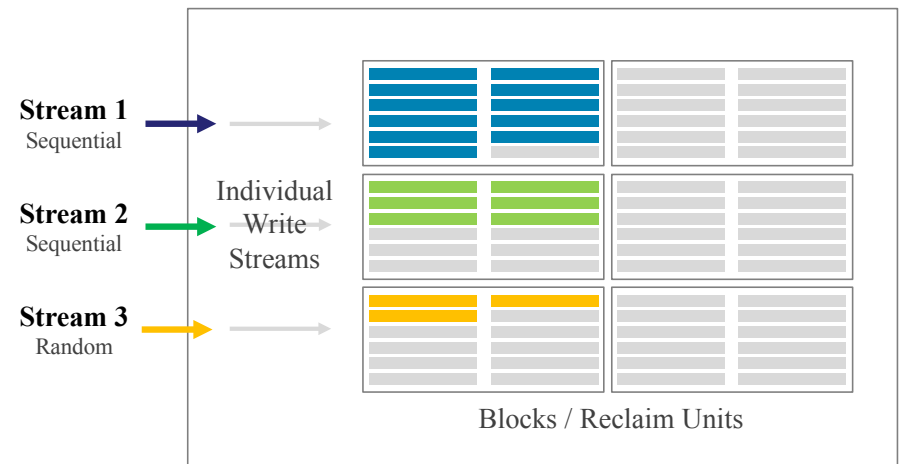 Stream 1
Sequential
Individual
Write
Streams
Stream 2
Sequential
Stream 3
Random
Blocks / Reclaim Units